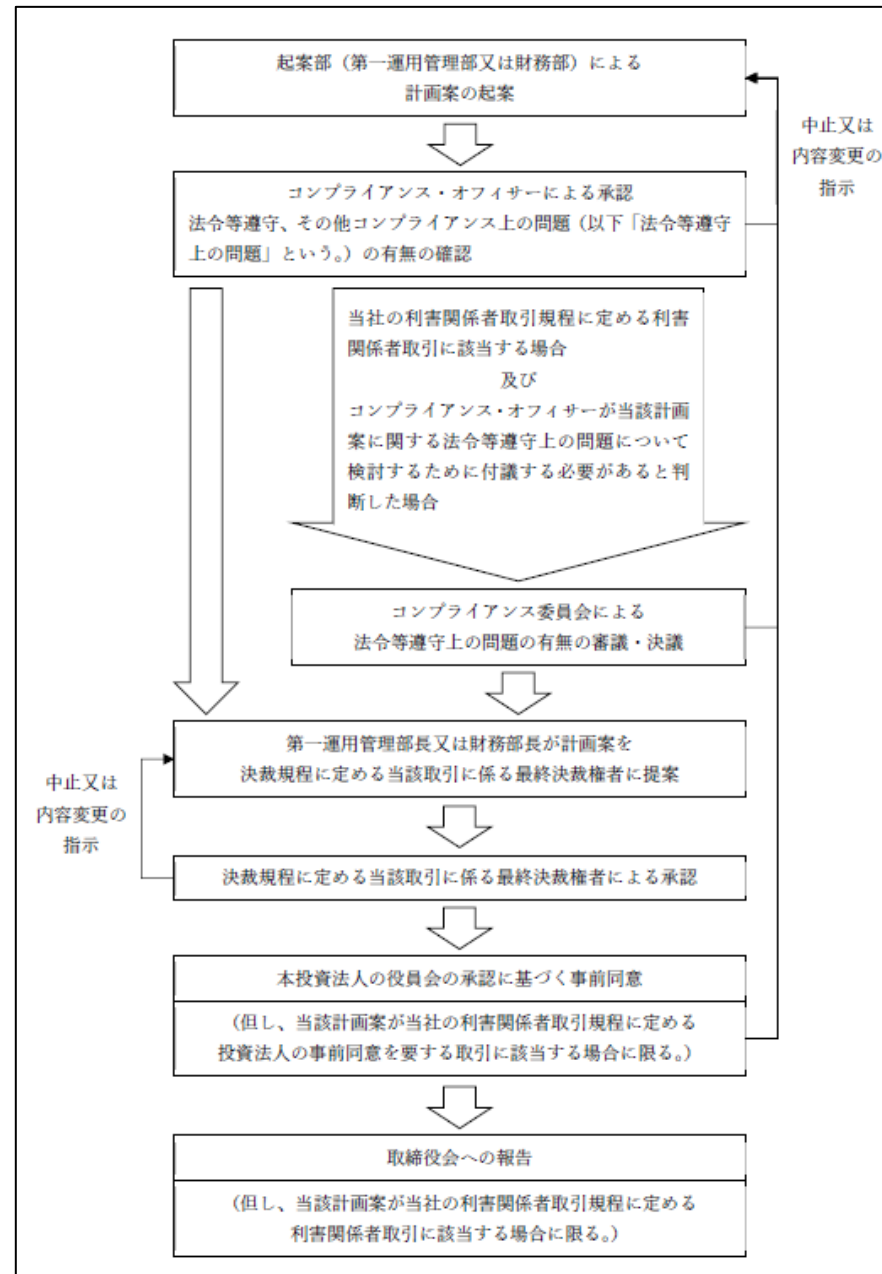 起案部（第一運用管理部又は財務部）による
計画案の起案
中止又は
内容変更の
指示
コンプライアンス・オフィサーによる承認
法令等遵守、その他コンプライアンス上の問題（以下「法令等遵守
上の問題」という。）の有無の確認
当社の利害関係者取引規程に定める利害
関係者取引に該当する場合
及び
コンプライアンス・オフィサーが当該計画
案に関する法令等遵守上の問題について
検討するために付議する必要があると判
断した場合
コンプライアンス委員会による
法令等遵守上の問題の有無の審議・決議
第一運用管理部長又は財務部長が計画案を
決裁規程に定める当該取引に係る最終決裁権者に提案
中止又は
内容変更の
指示
決裁規程に定める当該取引に係る最終決裁権者による承認
本投資法人の役員会の承認に基づく事前同意
（但し、当該計画案が当社の利害関係者取引規程に定める
投資法人の事前同意を要する取引に該当する場合に限る。）
取締役会への報告
（但し、当該計画案が当社の利害関係者取引規程に定める
利害関係者取引に該当する場合に限る。）